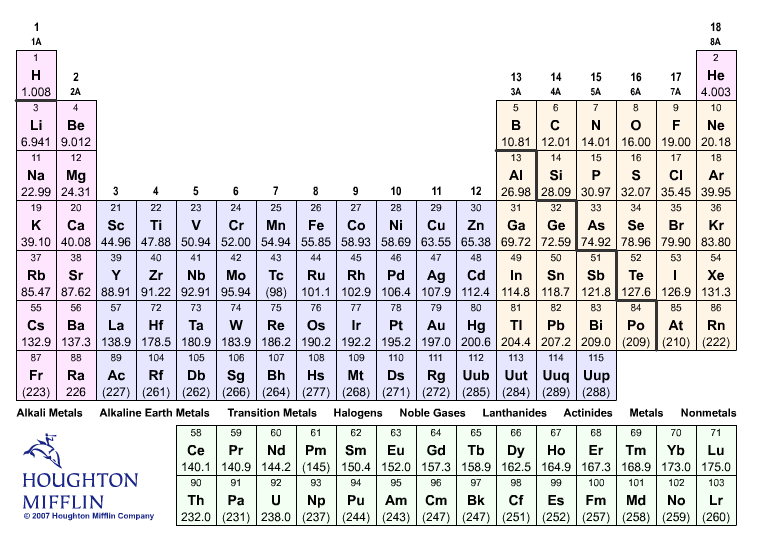 1 18
1A 8A
1 2
H 2 13 14 15 16 17 He
1.008 2A 3A 4A 5A 6A 7A 4.003
3 4 5 6 7 8 9 10
Li Be B C N O F Ne
6.941 9.012 10.81 12.01 14.01 16.00 19.00 20.18
11 12 13 14 15 16 17 18
Na Mg Al Si P S Cl Ar
22.99 24.31 3 4 5 6 7 8 9 10 11 12 26.98 28.09 30.97 32.07 35.45 39.95
19 20 21 22 23 24 25 26 27 28 29 30 31 32 33 34 35 36
K Ca Sc Ti V Cr Mn Fe Co Ni Cu Zn Ga Ge As Se Br Kr
39.10 40.08 44.96 47.88 50.94 52.00 54.94 55.85 58.93 58.69 63.55 65.38 69.72 72.59 74.92 78.96 79.90 83.80
37 38 39 40 41 42 43 44 45 46 47 48 49 50 51 52 53 54
Rb Sr Y Zr Nb Mo Tc Ru Rh Pd Ag Cd In Sn Sb Te I Xe
85.47 87.62 88.91 91.22 92.91 95.94 (98) 101.1 102.9 106.4 107.9 112.4 114.8 118.7 121.8 127.6 126.9 131.3
55 56 57 72 73 74 75 76 77 78 79 80 81 82 83 84 85 86
Cs Ba La Hf Ta W Re Os Ir Pt Au Hg Tl Pb Bi Po At Rn
132.9 137.3 138.9 178.5 180.9 183.9 186.2 190.2 192.2 195.2 197.0 200.6 204.4 207.2 209.0 (209) (210) (222)
87 88 89 104 105 106 107 108 109 110 111 112 113 114 115
Fr Ra Ac Rf Db Sg Bh Hs Mt Ds Rg Uub Uut Uuq Uup
(223) 226 (227) (261) (262) (266) (264) (277) (268) (271) (272) (285) (284) (289) (288)
Alkali Metals Alkaline Earth Metals Transition Metals Halogens Noble Gases Lanthanides Actinides Metals Nonmetals
58 59 60 61 62 63 64 65 66 67 68 69 70 71
Ce Pr Nd Pm Sm Eu Gd Tb Dy Ho Er Tm Yb Lu
140.1 140.9 144.2 (145) 150.4 152.0 157.3 158.9 162.5 164.9 167.3 168.9 173.0 175.0
90 91 92 93 94 95 96 97 98 99 100 101 102 103
Th Pa U Np Pu Am Cm Bk Cf Es Fm Md No Lr
232.0 (231) 238.0 (237) (244) (243) (247) (247) (251) (252) (257) (258) (259) (260)
HOUGHTON
MIFFLIN
© 2007 Houghton Mifflin Company